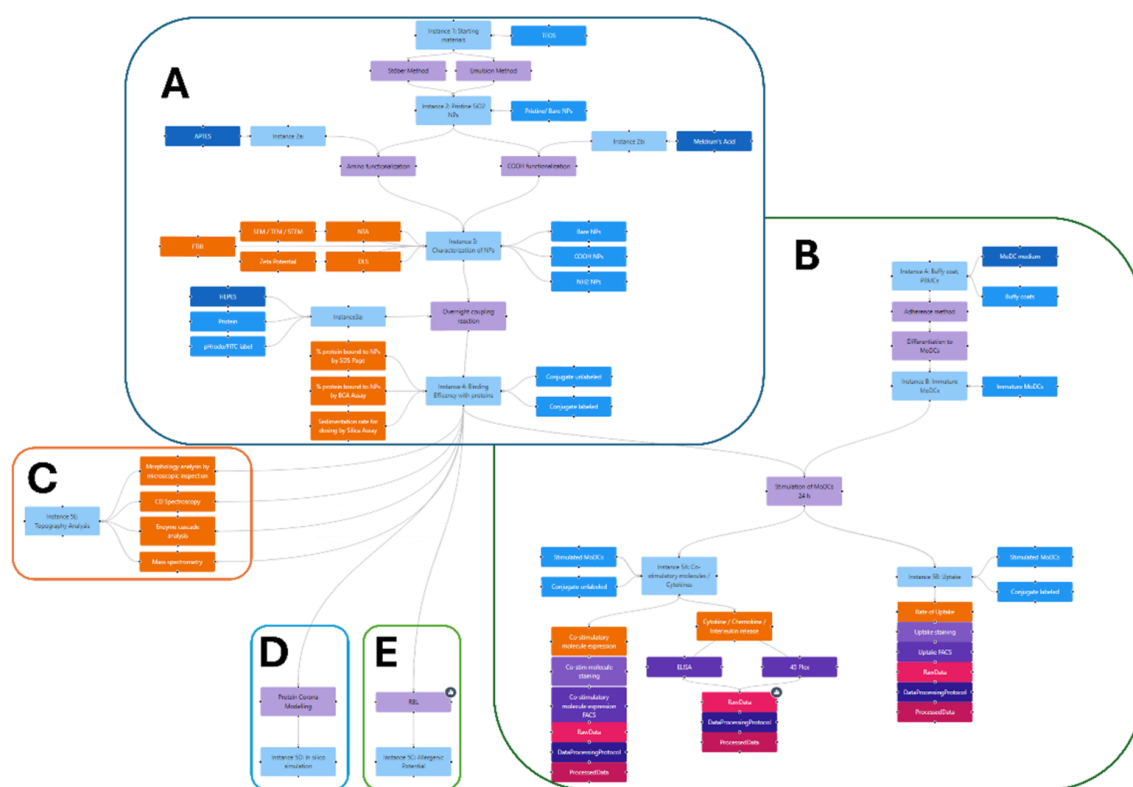 A
Instance 1: Starting
materials
TEOS
Stöber Method
Emulsion Method
Instance 2: Pristine SiO2
NPs
Pristine/ Bare NPs
APTES
Instance 2a:
Instance 2b:
Meldrum's Acid
Amino functionalization
COOH functionalization
SEM / TEM / STEM
NTA
FTIR
Zeta Potential
DLS
Instance 3:
Characterization of NPs
Bare NPs
COOH NPs
NH2 NPs
HEPES
Protein
pHrodo/FITC label
Instance3a:
Overnight coupling
reaction
% protein bound to NPs
by SDS Page
% protein bound to NPs
by BCA Assay
Sedimentation rate for
dosing by Silica Assay
Instance 4: Binding
Efficency with proteins
Conjugate unlabeled
Conjugate labeled
B
Instance A: Buffy coat,
PBMCs
MoDC medium
Buffy coats
Adherence method
Differentiation to
MoDCs
Instance B: Immature
MoDCs
Immature MoDCs
Stimulation of MoDCs
24 h
Stimulated MoDCs
Conjugate unlabeled
Instance 5A: Co-
stimulatory molecules /
Cytokines
Instance 5B: Uptake
Stimulated MoDCs
Conjugate labeled
Co-stimulatory
molecule expression
Co-stim molecule
staining
Co-stimulatory
molecule expression
FACS
RawData
DataProcessingProtocol
ProcessedData
Cytokine / Chemokine /
Interleukin release
ELISA
45 Plex
RawData
DataProcessingProtocol
ProcessedData
Rate of Uptake
Uptake staining
Uptake FACS
RawData
DataProcessingProtocol
ProcessedData
C
Instance 5E:
Topography Analysis
Morphology analysis by
microscopic inspection
CD Spectroscopy
Enzyme cascade
analysis
Mass spectrometry
D
Protein Corona
Modelling
Instance 5D: In silico
simulation
E
RBL
Instance 5C: Allergenic
Potential